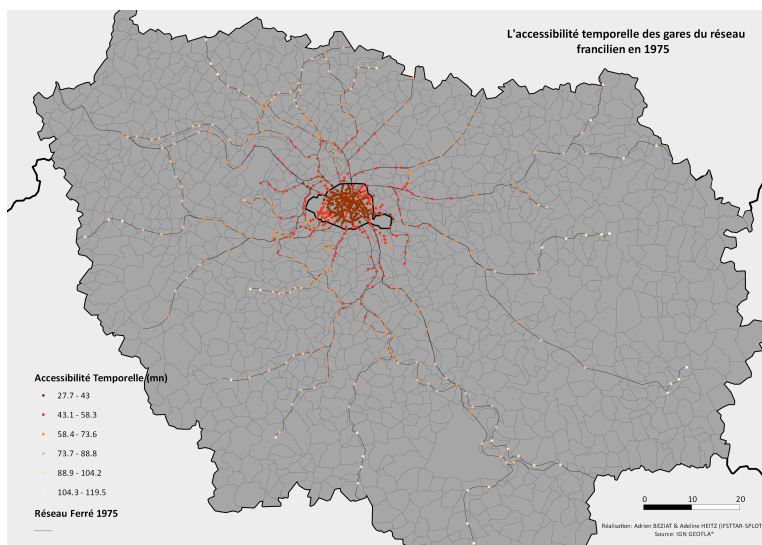 L'accessibilité temporelle des gares du réseau
francilien en 1975
Accessibilité Temporelle (mn)
27.7 - 43
43.1 - 58.3
58.4 - 73.6
73.7 - 88.8
88.9 - 104.2
104.3 - 119.5
Réseau Ferré 1975
0 10 20
Réalisation: Adrien BEZIAT & Adeline HEITZ (IFSTTAR-SPLOT
Source: IGN GEOFLA®